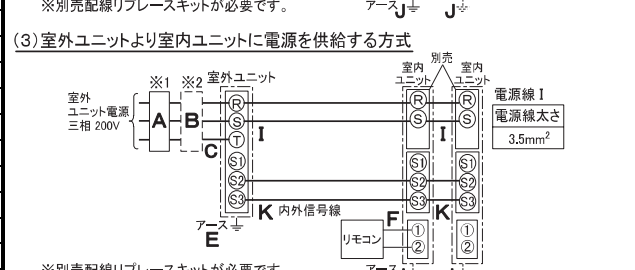 ※別売配線リプレースキットが必要です。
アース J J
(3)室外ユニットより室内ユニットに電源を供給する方式
別売
※1 ※2 室外ユニット 室内ユニット 室内ユニット
室外
ユニット電源
三相 200V
A B C
R
S
T
S1
S2
S3
I
R
S
S1
S2
S3
I
R
S
S1
S2
S3
電源線 I
電源線太さ
3.5mm²
K 内外信号線
K
アース
E
F
リモコン
①
②
①
②
※別売配線リプレースキットが必要です
アース